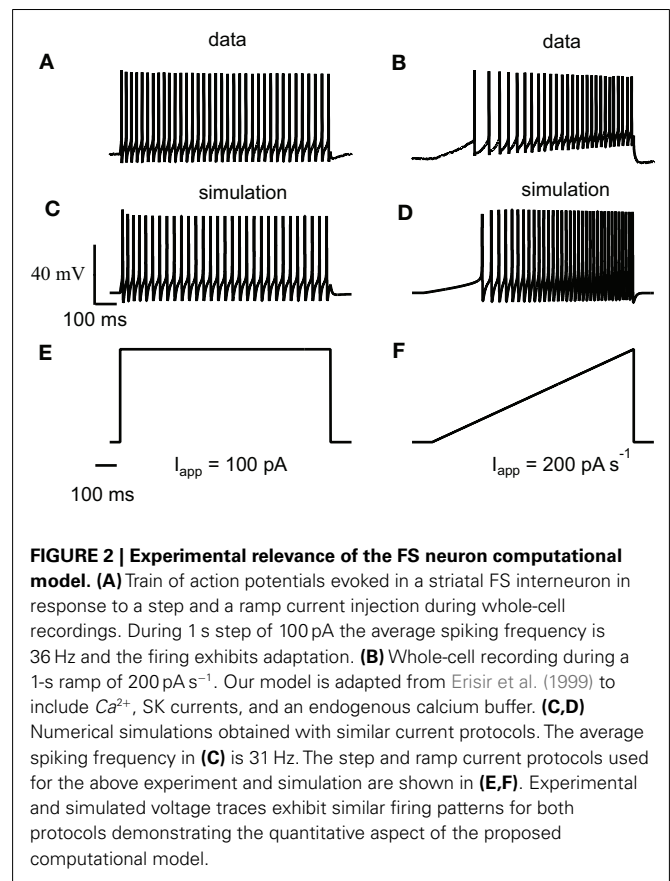 data
data
A
B
simulation
simulation
C
D
40 mV
100 ms
E
F
I_app = 100 pA
I_app = 200 pA s⁻¹
100 ms
FIGURE 2 | Experimental relevance of the FS neuron computational
model. (A) Train of action potentials evoked in a striatal FS interneuron in
response to a step and a ramp current injection during whole-cell
recordings. During 1 s step of 100 pA the average spiking frequency is
36 Hz and the firing exhibits adaptation. (B) Whole-cell recording during a
1-s ramp of 200 pA s⁻¹. Our model is adapted from Erisir et al. (1999) to
include Ca²⁺, SK currents, and an endogenous calcium buffer. (C,D)
Numerical simulations obtained with similar current protocols. The average
spiking frequency in (C) is 31 Hz. The step and ramp current protocols used
for the above experiment and simulation are shown in (E,F). Experimental
and simulated voltage traces exhibit similar firing patterns for both
protocols demonstrating the quantitative aspect of the proposed
computational model.